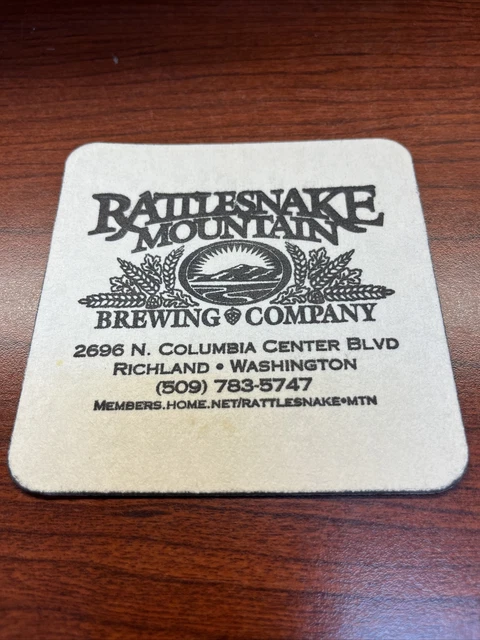 RATTLESNAKE
MOUNTAIN
BREWING COMPANY
2696 N. COLUMBIA CENTER BLVD
RICHLAND • WASHINGTON
(509) 783-5747
MEMBERS.HOME.NET/RATTLESNAKE•MTN